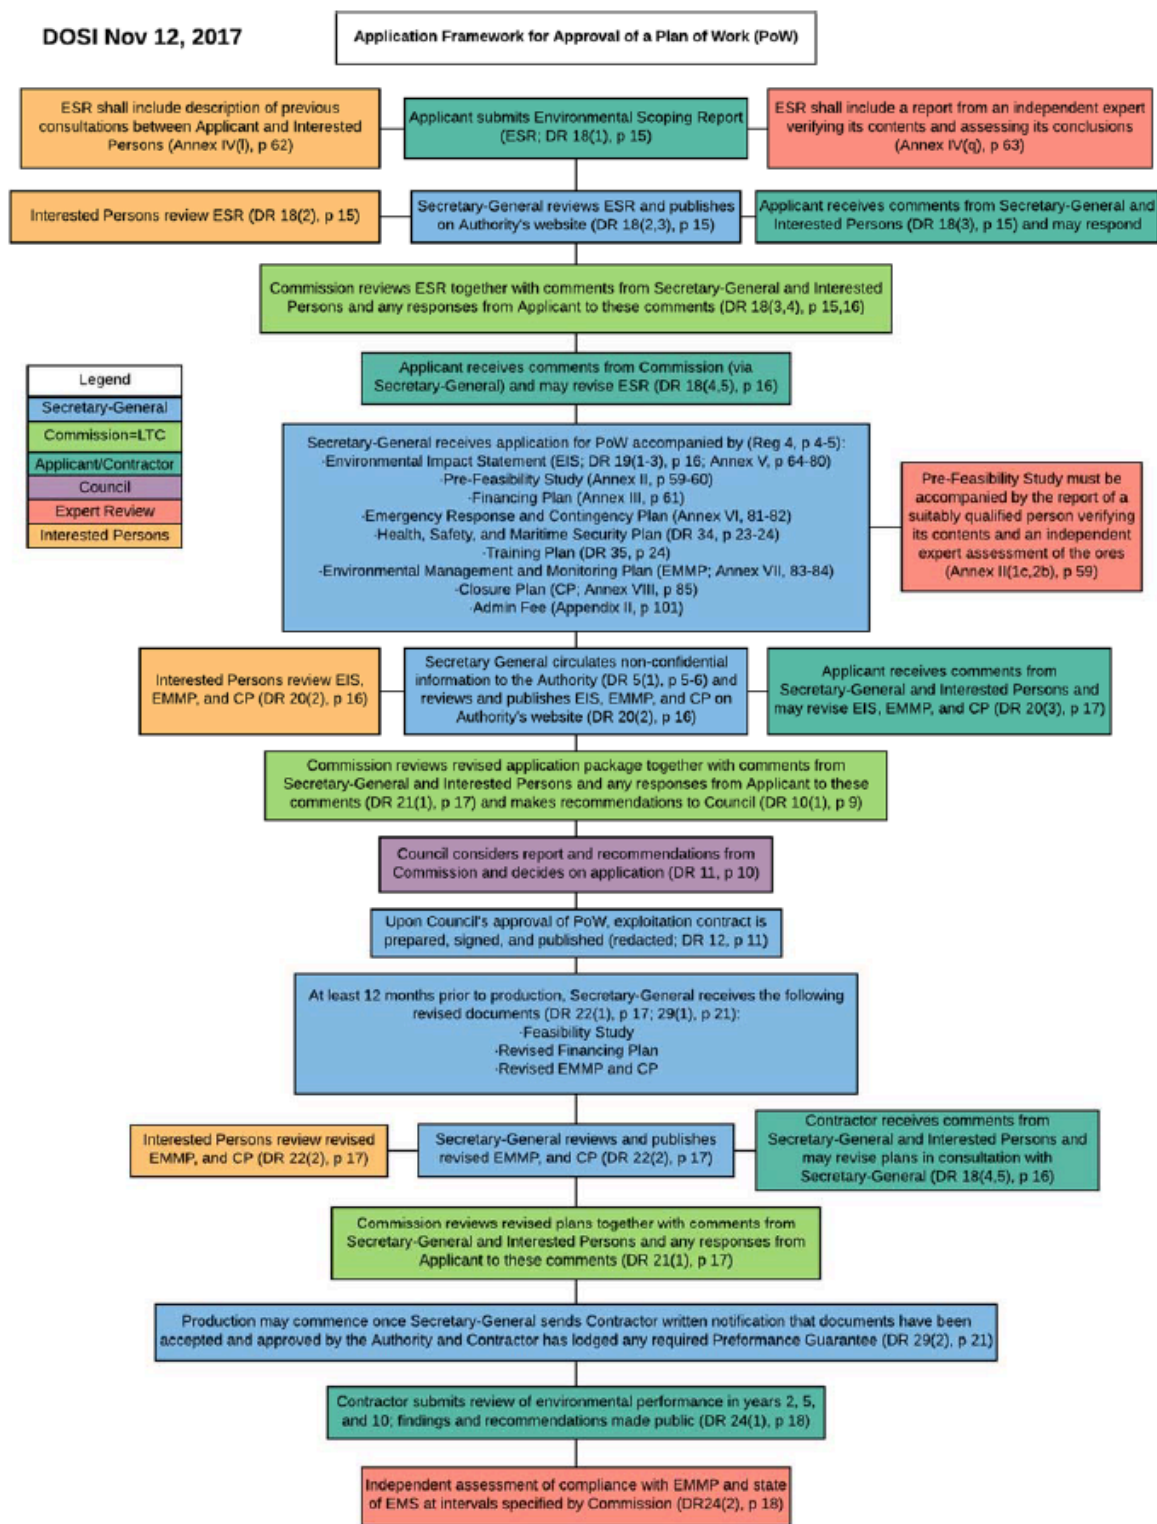 DOSI Nov 12, 2017
Application Framework for Approval of a Plan of Work (PoW)
ESR shall include description of previous
consultations between Applicant and Interested
Persons (Annex IV(l), p 62)
Applicant submits Environmental Scoping Report
(ESR; DR 18(1), p 15)
ESR shall include a report from an independent expert
verifying its contents and assessing its conclusions
(Annex IV(q), p 63)
Interested Persons review ESR (DR 18(2), p 15)
Secretary-General reviews ESR and publishes
on Authority's website (DR 18(2,3), p 15)
Applicant receives comments from Secretary-General and
Interested Persons (DR 18(3), p 15) and may respond
Commission reviews ESR together with comments from Secretary-General and Interested
Persons and any responses from Applicant to these comments (DR 18(3,4), p 15,16)
Applicant receives comments from Commission (via
Secretary-General) and may revise ESR (DR 18(4,5), p 16)
Legend
Secretary-General
Commission=LTC
Applicant/Contractor
Council
Expert Review
Interested Persons
Secretary-General receives application for PoW accompanied by (Reg 4, p 4-5):
·Environmental Impact Statement (EIS; DR 19(1-3), p 16; Annex V, p 64-80)
·Pre-Feasibility Study (Annex II, p 59-60)
·Financing Plan (Annex III, p 61)
·Emergency Response and Contingency Plan (Annex VI, 81-82)
·Health, Safety, and Maritime Security Plan (DR 34, p 23-24)
·Training Plan (DR 35, p 24)
·Environmental Management and Monitoring Plan (EMMP; Annex VII, 83-84)
·Closure Plan (CP; Annex VIII, p 85)
·Admin Fee (Appendix II, p 101)
Pre-Feasibility Study must be
accompanied by the report of a
suitably qualified person verifying
its contents and an independent
expert assessment of the ores
(Annex II(1c,2b), p 59)
Interested Persons review EIS,
EMMP, and CP (DR 20(2), p 16)
Secretary General circulates non-confidential
information to the Authority (DR 5(1), p 5-6) and
reviews and publishes EIS, EMMP, and CP on
Authority's website (DR 20(2), p 16)
Applicant receives comments from
Secretary-General and Interested Persons and
may revise EIS, EMMP, and CP (DR 20(3), p 17)
Commission reviews revised application package together with comments from
Secretary-General and Interested Persons and any responses from Applicant to these
comments (DR 21(1), p 17) and makes recommendations to Council (DR 10(1), p 9)
Council considers report and recommendations from
Commission and decides on application (DR 11, p 10)
Upon Council's approval of PoW, exploitation contract is
prepared, signed, and published (redacted; DR 12, p 11)
At least 12 months prior to production, Secretary-General receives the following
revised documents (DR 22(1), p 17; 29(1), p 21):
·Feasibility Study
·Revised Financing Plan
·Revised EMMP and CP
Interested Persons review revised
EMMP, and CP (DR 22(2), p 17)
Secretary-General reviews and publishes
revised EMMP, and CP (DR 22(2), p 17)
Contractor receives comments from
Secretary-General and Interested Persons and
may revise plans in consultation with
Secretary-General (DR 18(4,5), p 16)
Commission reviews revised plans together with comments from
Secretary-General and Interested Persons and any responses from
Applicant to these comments (DR 21(1), p 17)
Production may commence once Secretary-General sends Contractor written notification that documents have been
accepted and approved by the Authority and Contractor has lodged any required Preformance Guarantee (DR 29(2), p 21)
Contractor submits review of environmental performance in years 2, 5,
and 10; findings and recommendations made public (DR 24(1), p 18)
Independent assessment of compliance with EMMP and state
of EMS at intervals specified by Commission (DR24(2), p 18)